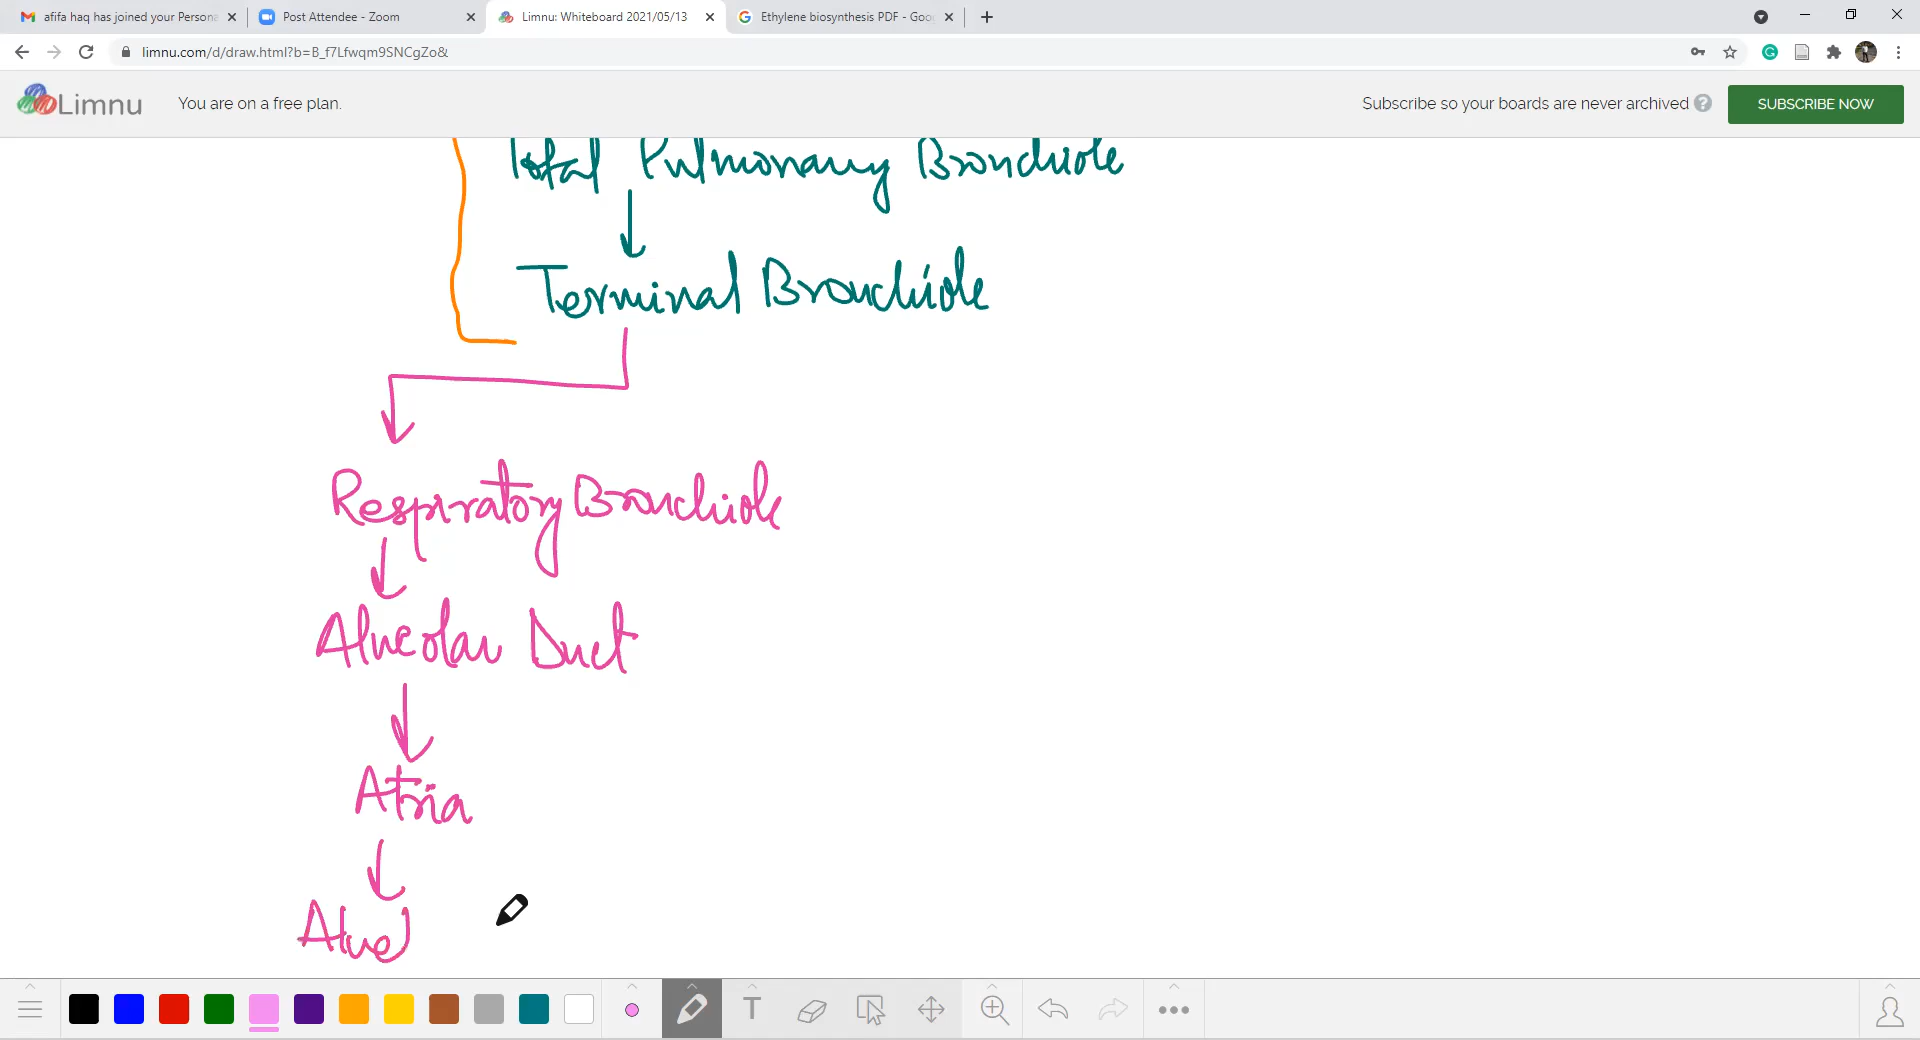 afifa haq has joined your Persona
Post Attendee - Zoom
Limnu: Whiteboard 2021/05/13
Ethylene biosynthesis PDF - Goo
limnu.com/d/draw.html?b=B_f7Lfwqm9SNCgZo&
Limnu
You are on a free plan.
Subscribe so your boards are never archived ?
SUBSCRIBE NOW
Pulmonary Bronchiole
Terminal Bronchiole
Respiratory Bronchiole
Alveolar Duct
Atria
Alve
T